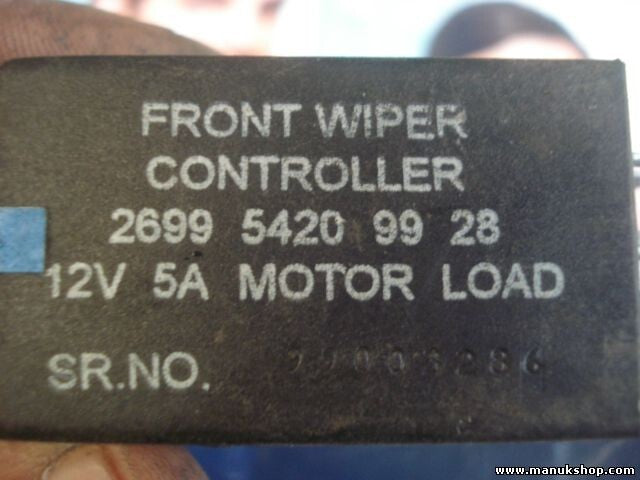 FRONT WIPER
CONTROLLER
2699 5420 99 28
12V 5A MOTOR LOAD
SR.NO.
www.manukshop.com